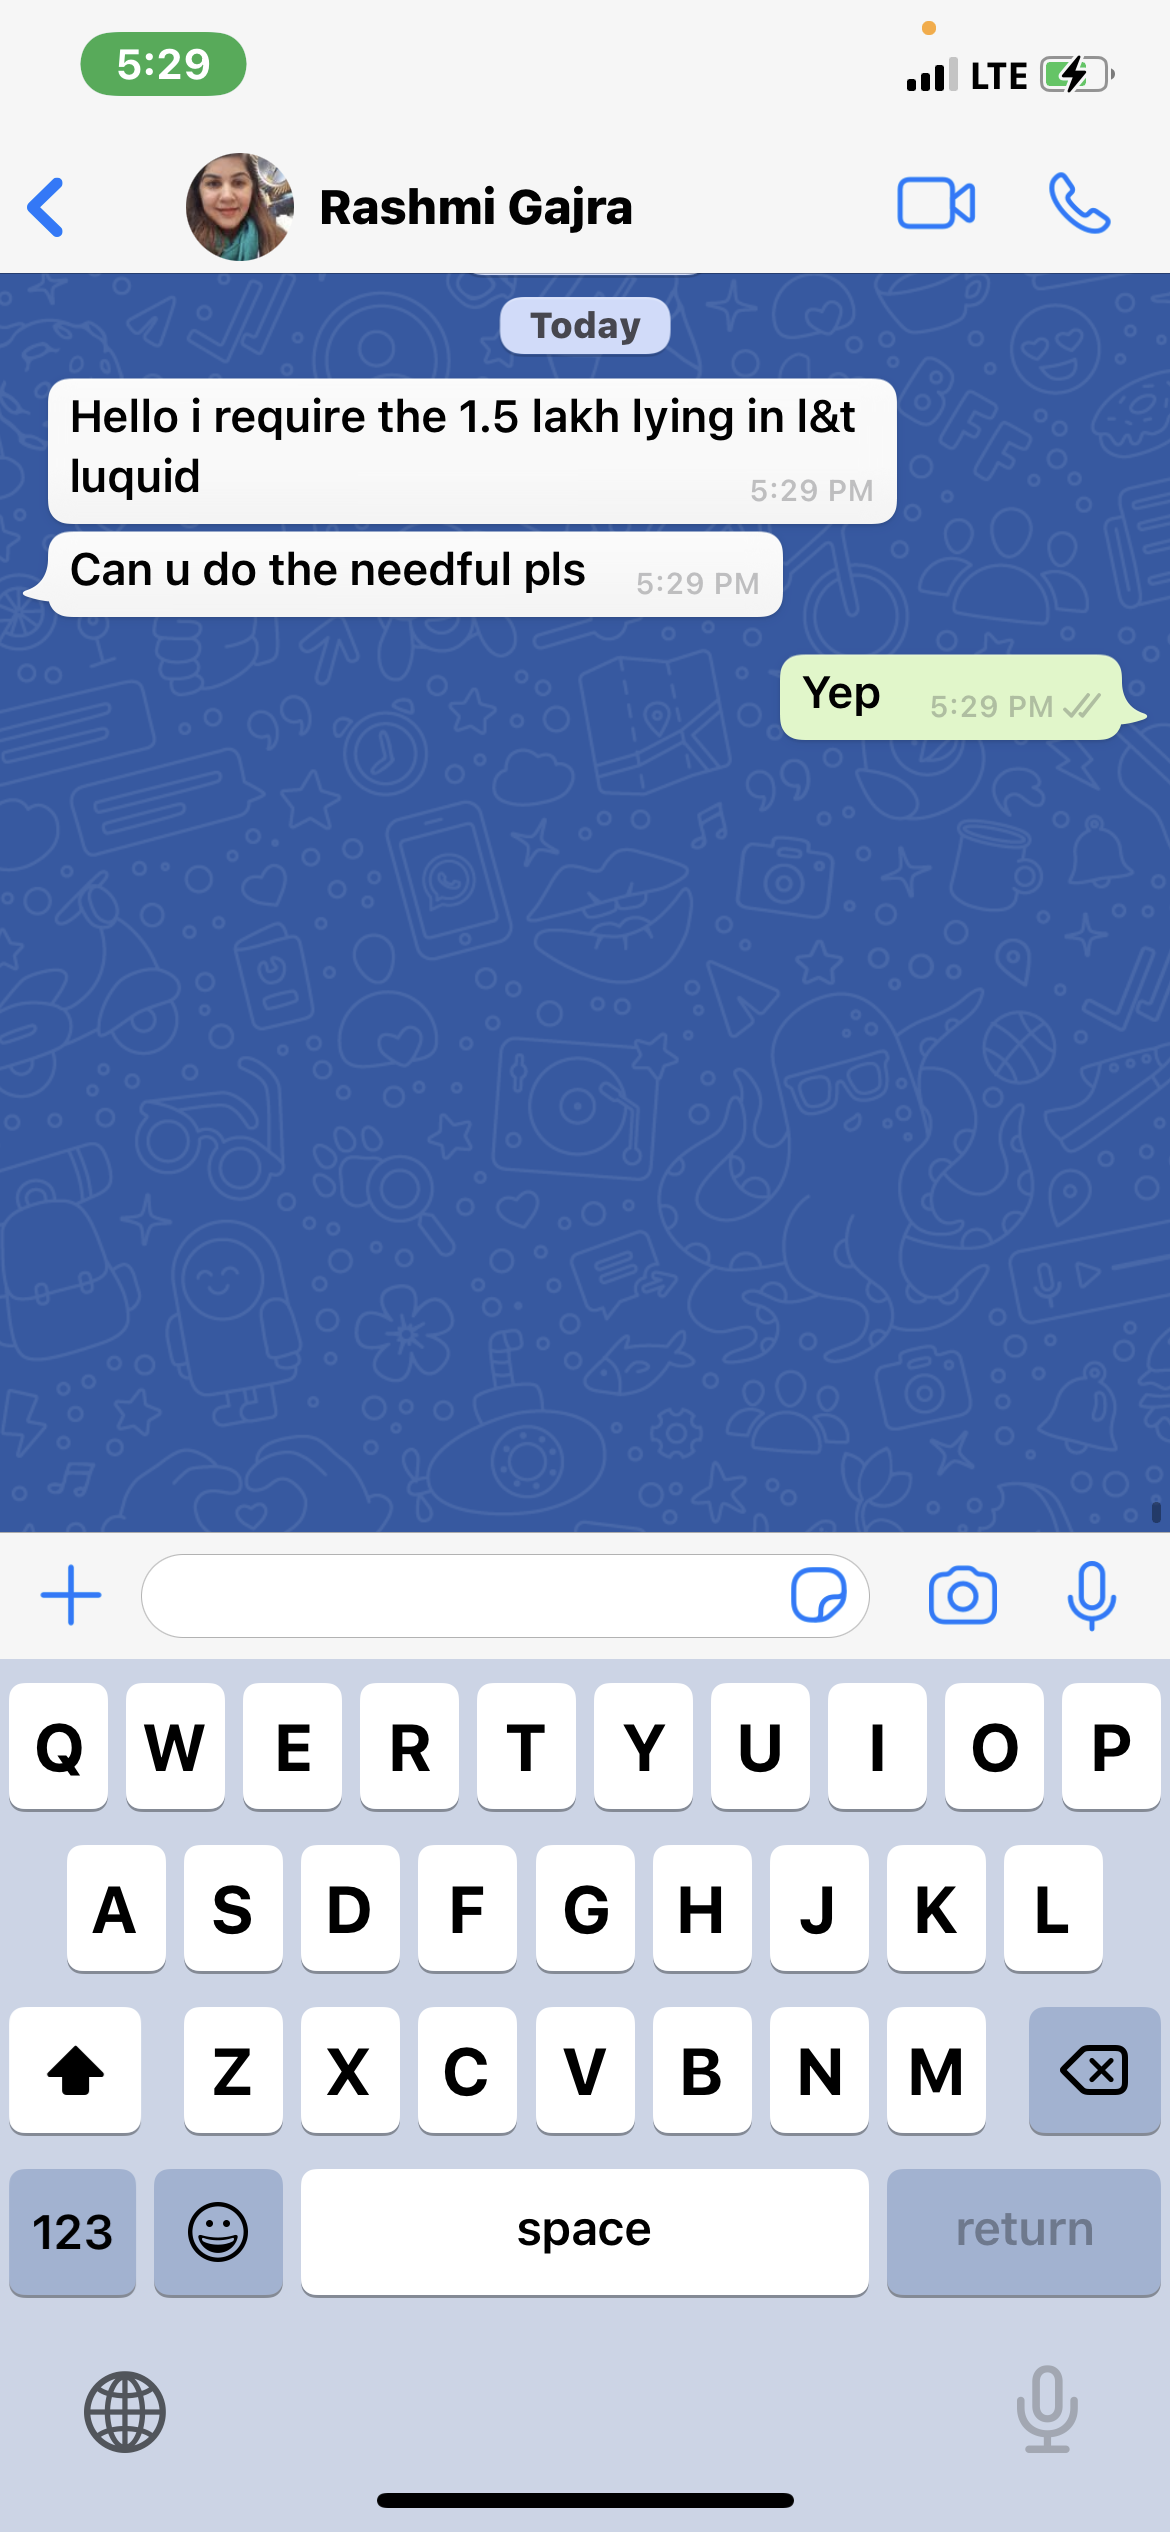 5:29
LTE
Rashmi Gajra
Today
Hello i require the 1.5 lakh lying in l&t
luquid
5:29 PM
Can u do the needful pls 5:29 PM
Yep 5:29 PM
Q W E R T Y U I O P
A S D F G H J K L
Z X C V B N M
123 space return